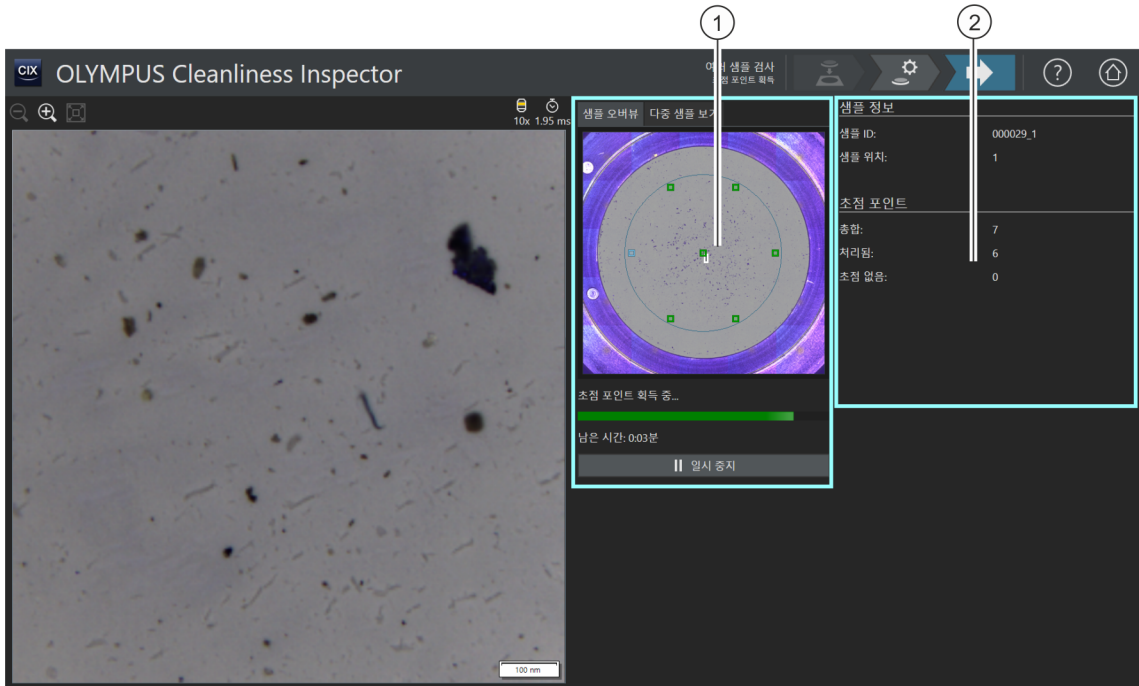 1
2
CIX
OLYMPUS Cleanliness Inspector
샘플 검사
포인트 획득
?
10x 1.95 ms
샘플 오버뷰
다중 샘플 보기
샘플 정보
샘플 ID: 000029_1
샘플 위치: 1
초점 포인트
총합: 7
처리됨: 6
초점 없음: 0
초점 포인트 획득 중...
남은 시간: 0:03분
일시 중지
100 nm